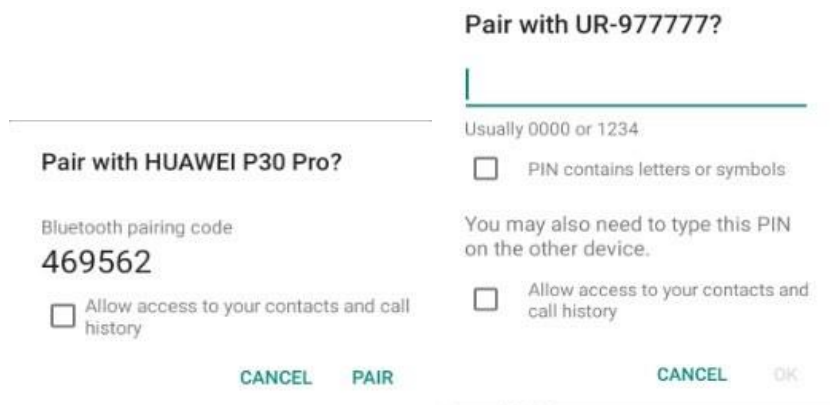 Pair with HUAWEI P30 Pro?
Bluetooth pairing code
469562
Allow access to your contacts and call
history
CANCEL PAIR
Pair with UR-977777?
Usually 0000 or 1234
PIN contains letters or symbols
You may also need to type this PIN
on the other device.
Allow access to your contacts and
call history
CANCEL OK